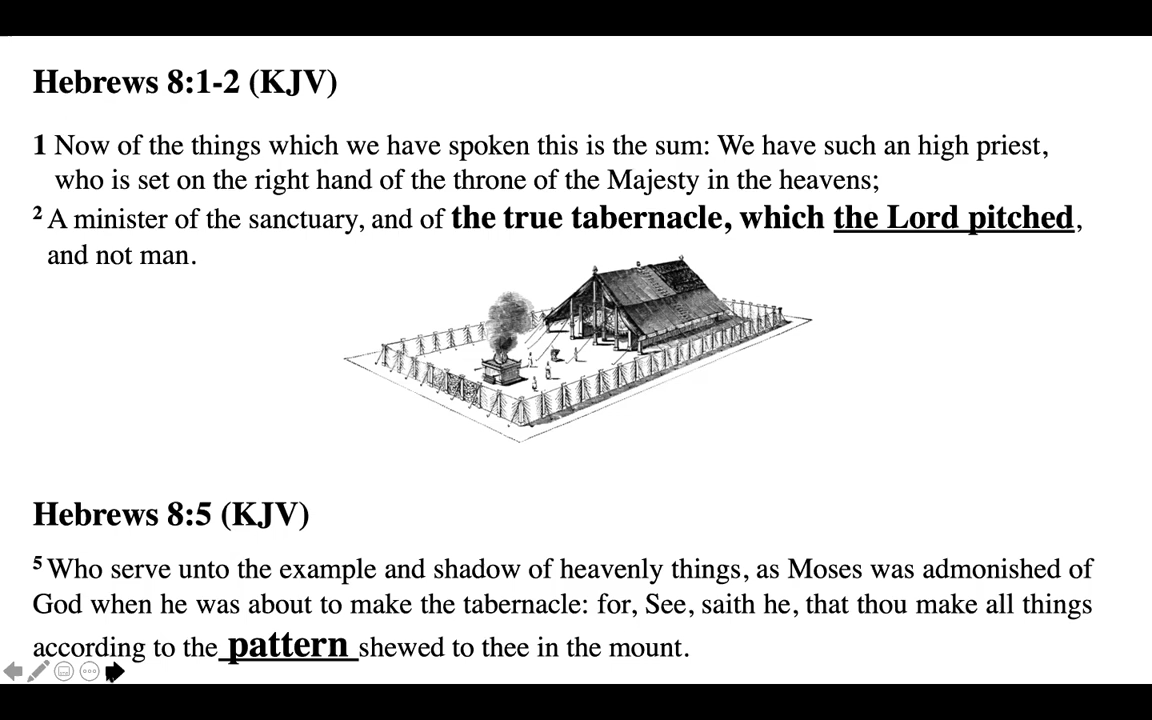 Hebrews 8:1-2 (KJV)
1 Now of the things which we have spoken this is the sum: We have such an high priest,
who is set on the right hand of the throne of the Majesty in the heavens;
2 A minister of the sanctuary, and of the true tabernacle, which the Lord pitched,
and not man.
Hebrews 8:5 (KJV)
5 Who serve unto the example and shadow of heavenly things, as Moses was admonished of
God when he was about to make the tabernacle: for, See, saith he, that thou make all things
according to the pattern shewed to thee in the mount.